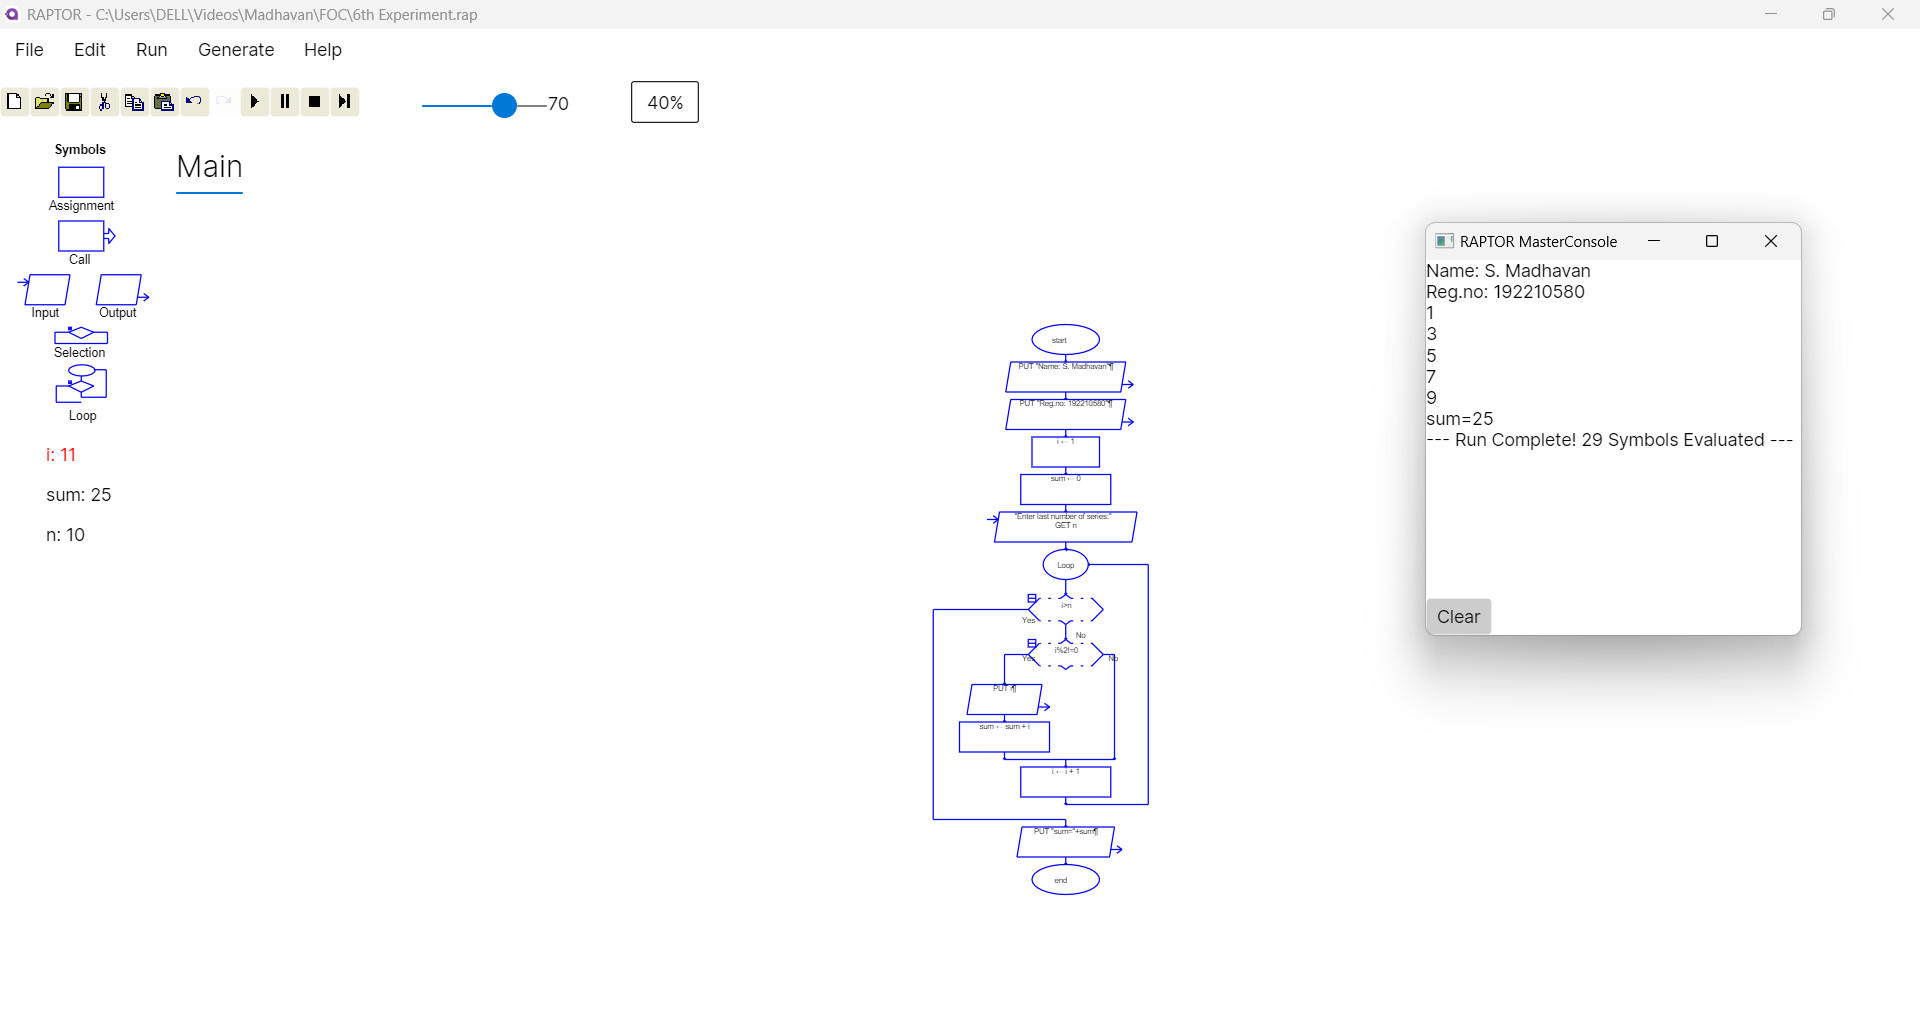 RAPTOR - C:\Users\DELL\Videos\Madhavan\FOC\6th Experiment.rap
File Edit Run Generate Help
70
40%
Symbols
Assignment
Call
Input Output
Selection
Loop
i: 11
sum: 25
n: 10
Main
start
PUT "Name: S. Madhavan"¶
PUT "Reg.no: 192210580"¶
i ← 1
sum ← 0
"Enter last number of series:"
GET n
Loop
i>n
Yes
No
i%2!=0
Yes No
PUT i¶
sum ← sum + i
i ← i + 1
PUT "sum="+sum¶
end
RAPTOR MasterConsole
Name: S. Madhavan
Reg.no: 192210580
1
3
5
7
9
sum=25
--- Run Complete! 29 Symbols Evaluated ---
Clear